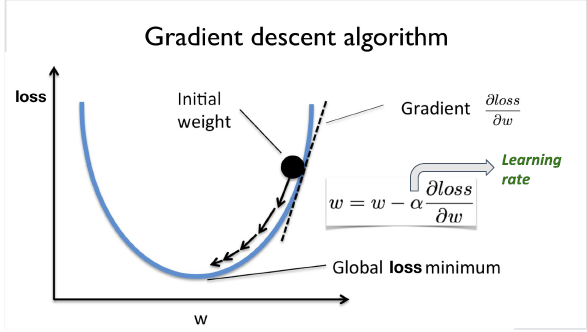 Gradient descent algorithm
loss
Initial
weight
Gradient ∂loss/∂w
Learning
rate
w = w − α ∂loss/∂w
Global loss minimum
w